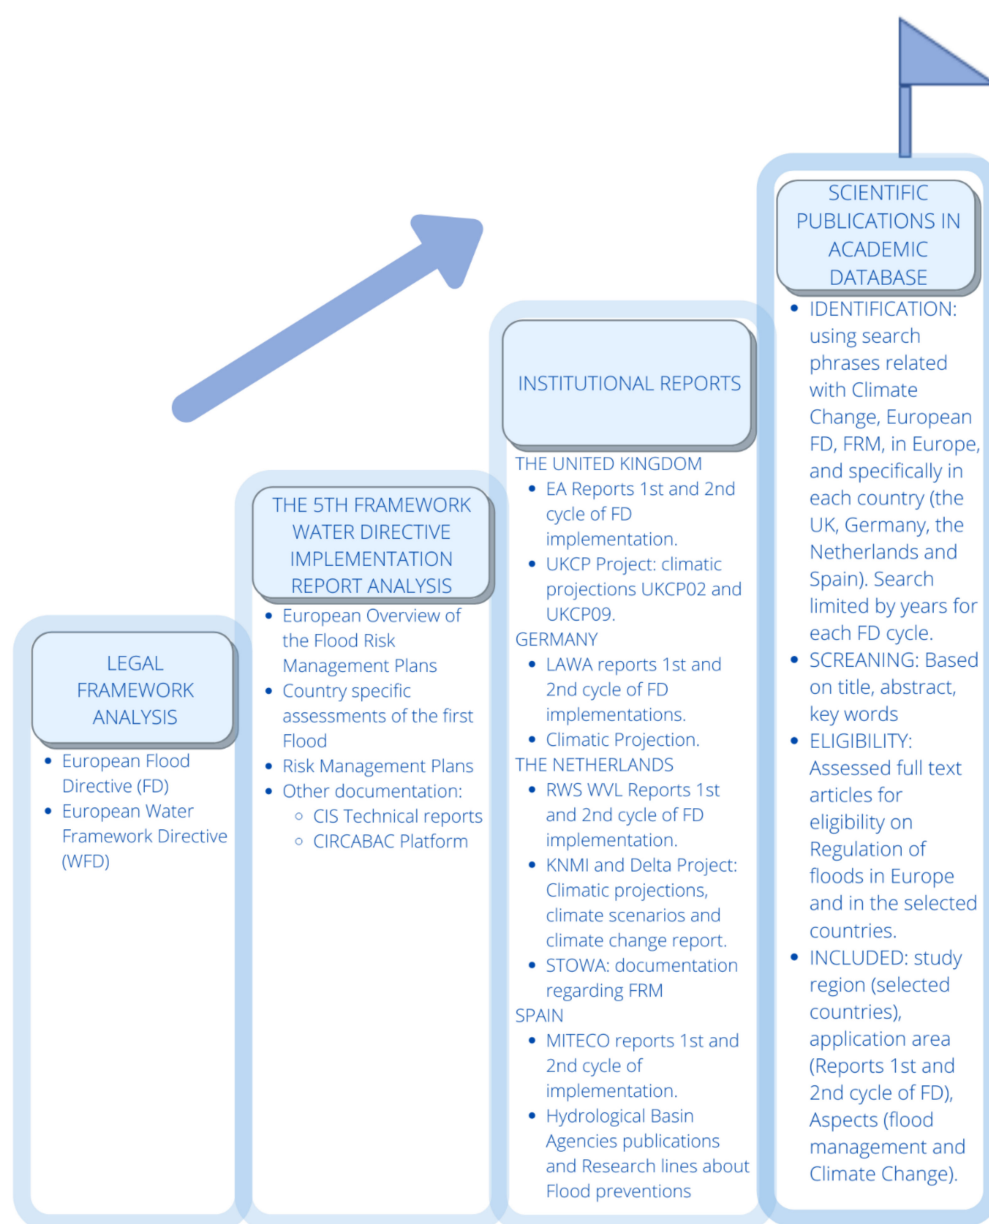 LEGAL
FRAMEWORK
ANALYSIS
• European Flood
Directive (FD)
• European Water
Framework Directive
(WFD)
THE 5TH FRAMEWORK
WATER DIRECTIVE
IMPLEMENTATION
REPORT ANALYSIS
• European Overview of
the Flood Risk
Management Plans
• Country specific
assessments of the first
Flood
• Risk Management Plans
• Other documentation:
○ CIS Technical reports
○ CIRCABAC Platform
INSTITUTIONAL REPORTS
THE UNITED KINGDOM
• EA Reports 1st and 2nd
cycle of FD
implementation.
• UKCP Project: climatic
projections UKCP02 and
UKCP09.
GERMANY
• LAWA reports 1st and
2nd cycle of FD
implementations.
• Climatic Projection.
THE NETHERLANDS
• RWS WVL Reports 1st
and 2nd cycle of FD
implementation.
• KNMI and Delta Project:
Climatic projections,
climate scenarios and
climate change report.
• STOWA: documentation
regarding FRM
SPAIN
• MITECO reports 1st and
2nd cycle of
implementation.
• Hydrological Basin
Agencies publications
and Research lines about
Flood preventions
SCIENTIFIC
PUBLICATIONS IN
ACADEMIC
DATABASE
• IDENTIFICATION:
using search
phrases related
with Climate
Change, European
FD, FRM, in Europe,
and specifically in
each country (the
UK, Germany, the
Netherlands and
Spain). Search
limited by years for
each FD cycle.
• SCREANING: Based
on title, abstract,
key words
• ELIGIBILITY:
Assessed full text
articles for
eligibility on
Regulation of
floods in Europe
and in the selected
countries.
• INCLUDED: study
region (selected
countries),
application area
(Reports 1st and
2nd cycle of FD),
Aspects (flood
management and
Climate Change).